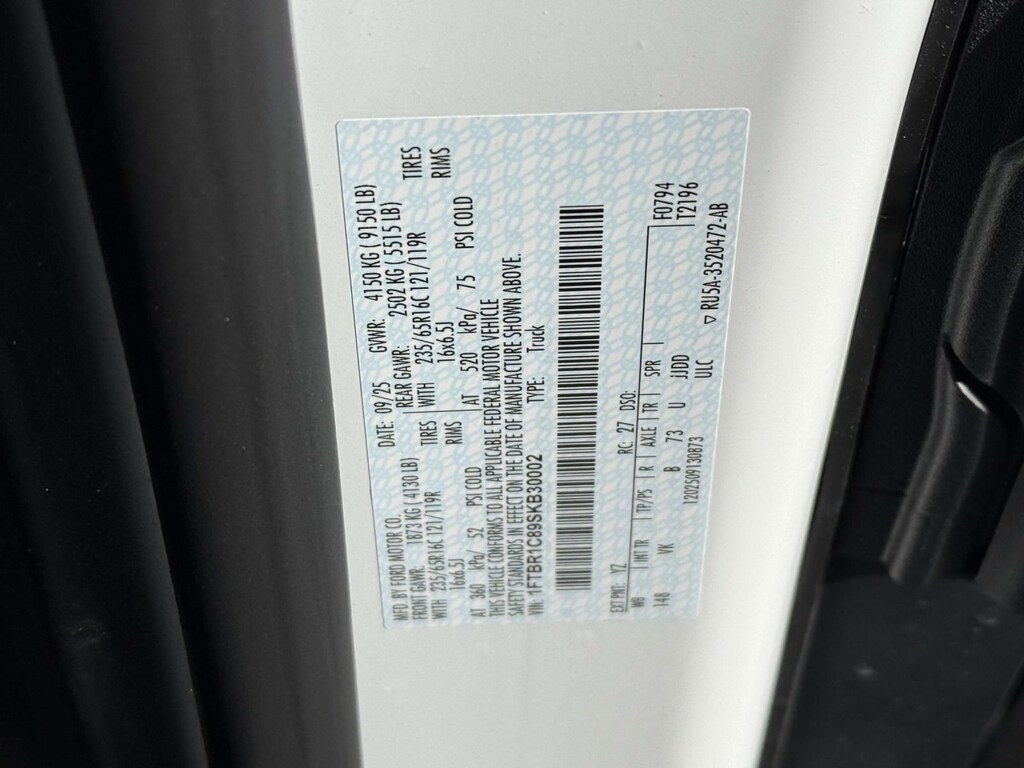 MFD. BY FORD MOTOR CO. DATE: 09/25 GVWR: 4150 KG ( 9150 LB)
FRONT GAWR: 1873 KG ( 4130 LB) REAR GAWR: 2502 KG ( 5515 LB)
WITH 235/65R16C 121/119R TIRES WITH 235/65R16C 121/119R TIRES
16x6.5J RIMS 16x6.5J RIMS
AT 360 kPa/ 52 PSI COLD AT 520 kPa/ 75 PSI COLD
THIS VEHICLE CONFORMS TO ALL APPLICABLE FEDERAL MOTOR VEHICLE
SAFETY STANDARDS IN EFFECT ON THE DATE OF MANUFACTURE SHOWN ABOVE.
VIN: 1FTBR1C89SKB30002 TYPE: Truck
EXT PNT: YZ RC: 27 DSO: F0794
WB INT TR TP/PS R AXLE TR SPR T2196
148 VK B 73 U JJDD
ULC ▽ RU5A-3520472-AB
1202509130873